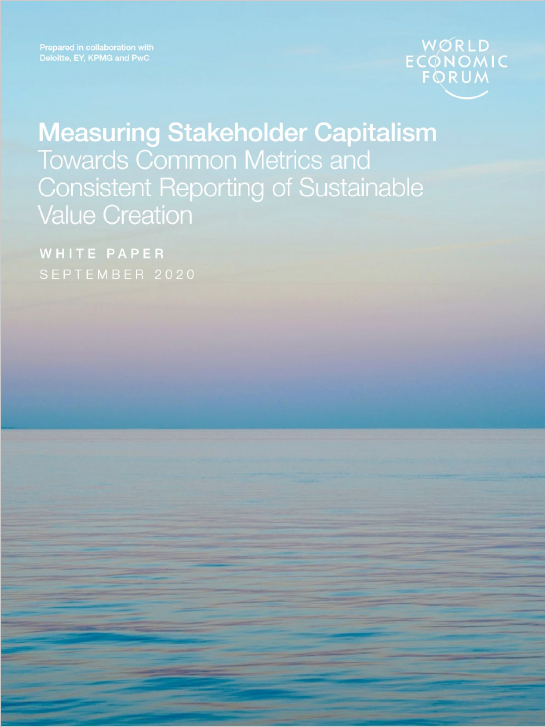 Prepared in collaboration with
Deloitte, EY, KPMG and PwC
WORLD
ECONOMIC
FORUM
Measuring Stakeholder Capitalism
Towards Common Metrics and
Consistent Reporting of Sustainable
Value Creation
WHITE PAPER
SEPTEMBER 2020